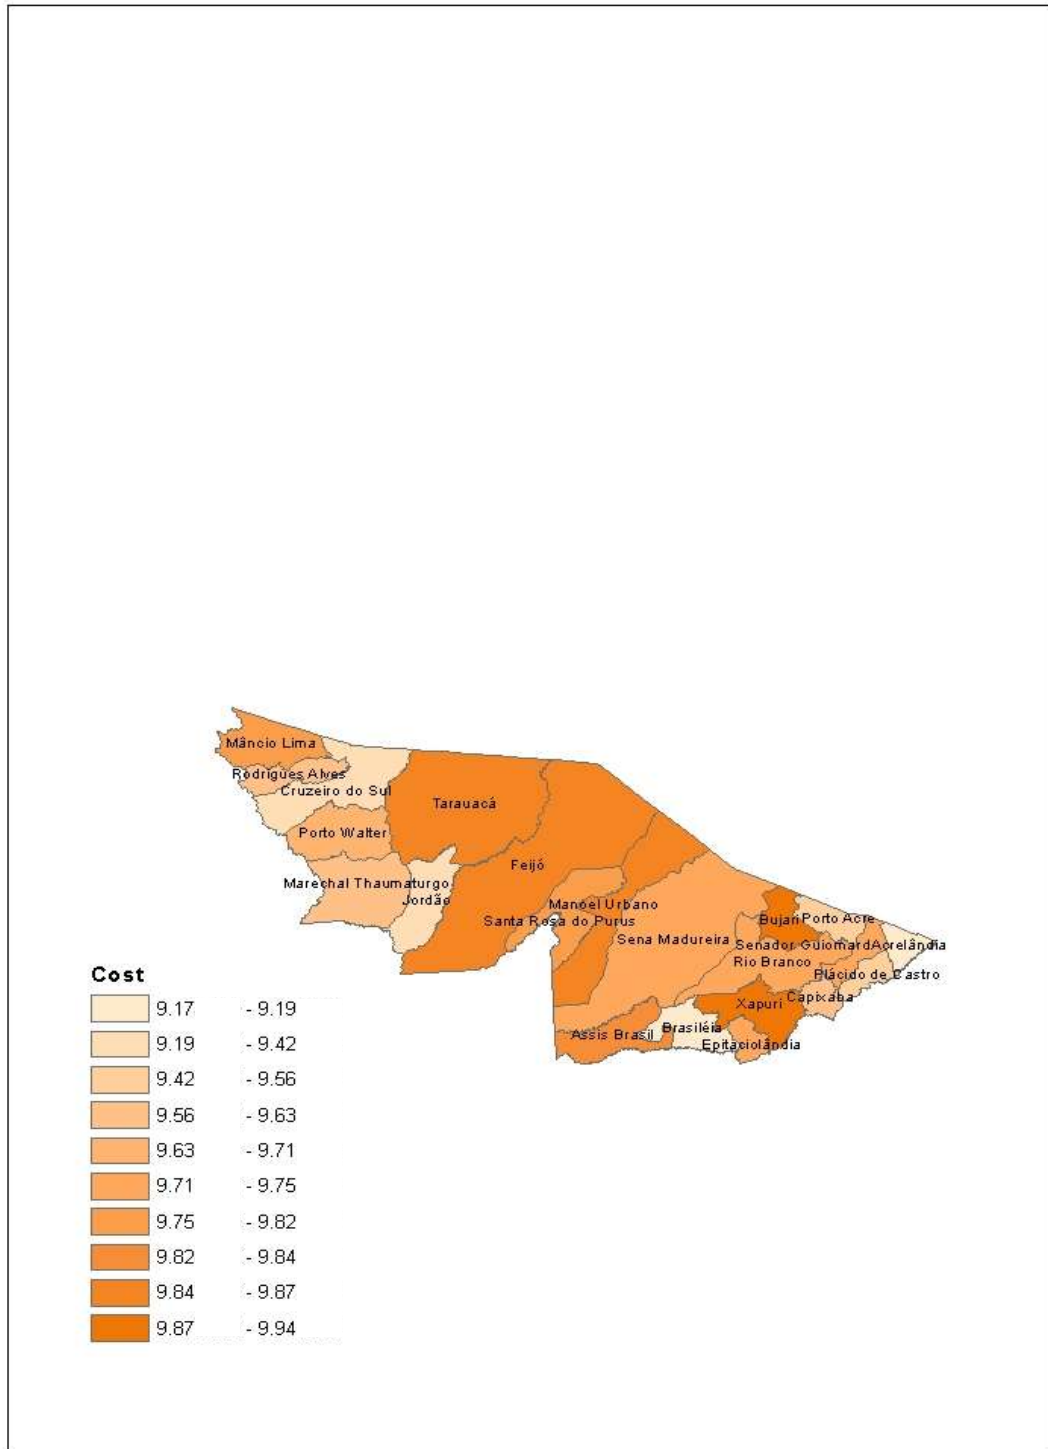 Mâncio Lima
Rodrigues Alves
Cruzeiro do Sul
Tarauacá
Porto Walter
Feijó
Marechal Thaumaturgo
Jordão
Manoel Urbano
Santa Rosa do Purus
Bujari
Porto Acre
Sena Madureira
Senador Guiomard
Acrelândia
Rio Branco
Plácido de Castro
Xapuri
Capixaba
Assis Brasil
Brasiléia
Epitaciolândia
Cost
9.17 - 9.19
9.19 - 9.42
9.42 - 9.56
9.56 - 9.63
9.63 - 9.71
9.71 - 9.75
9.75 - 9.82
9.82 - 9.84
9.84 - 9.87
9.87 - 9.94